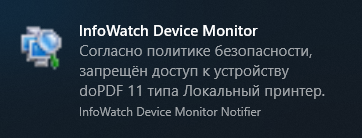 InfoWatch Device Monitor
Согласно политике безопасности,
запрещён доступ к устройству
doPDF 11 типа Локальный принтер.
InfoWatch Device Monitor Notifier